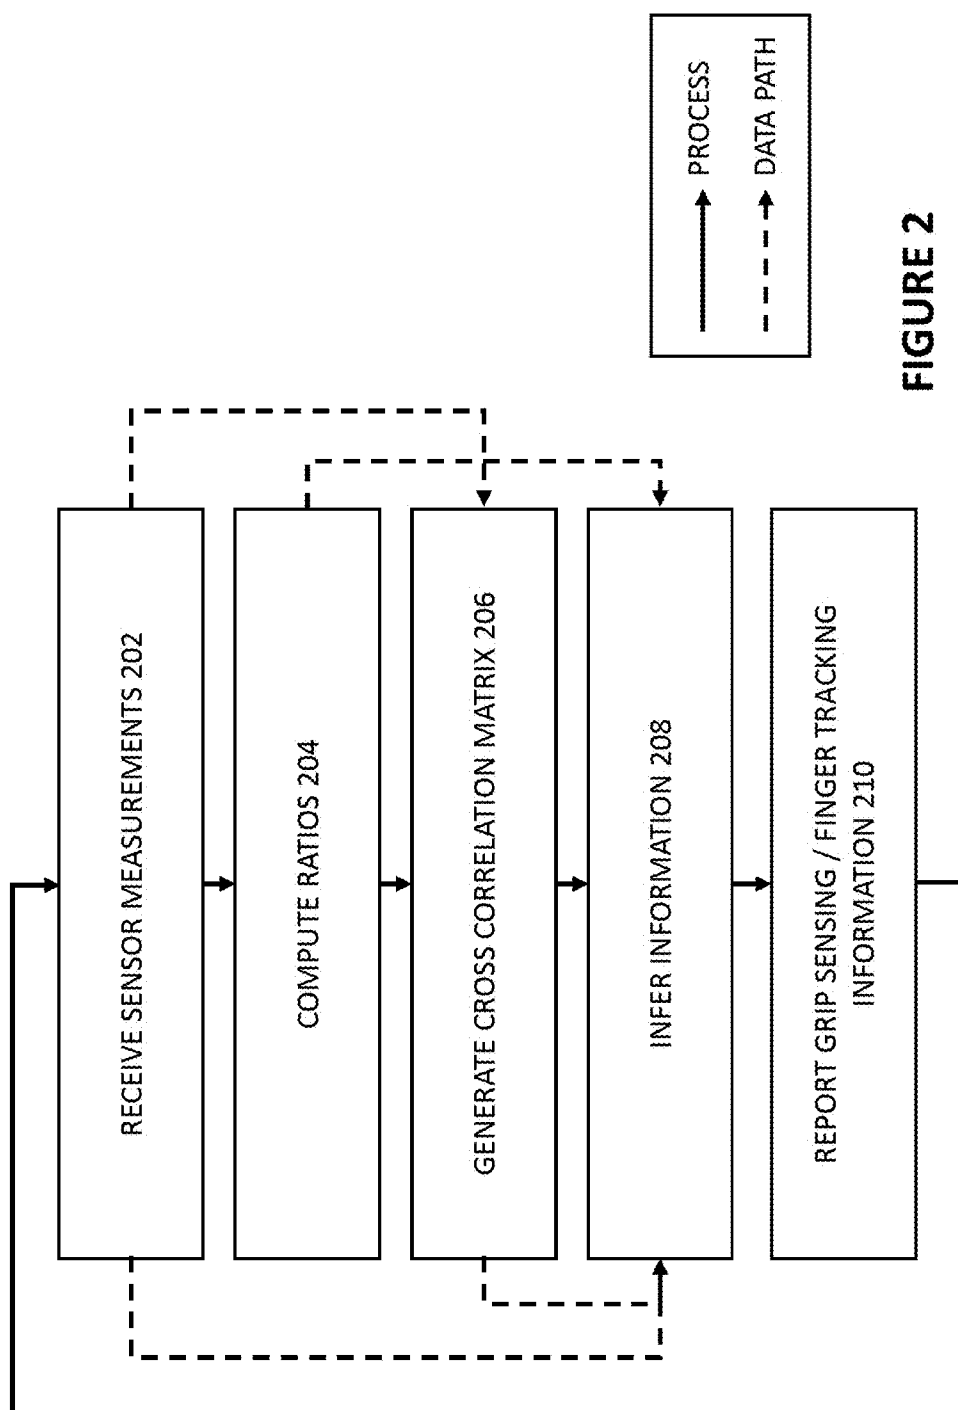 RECEIVE SENSOR MEASUREMENTS 202
COMPUTE RATIOS 204
GENERATE CROSS CORRELATION MATRIX 206
INFER INFORMATION 208
REPORT GRIP SENSING / FINGER TRACKING
INFORMATION 210
PROCESS
DATA PATH
FIGURE 2